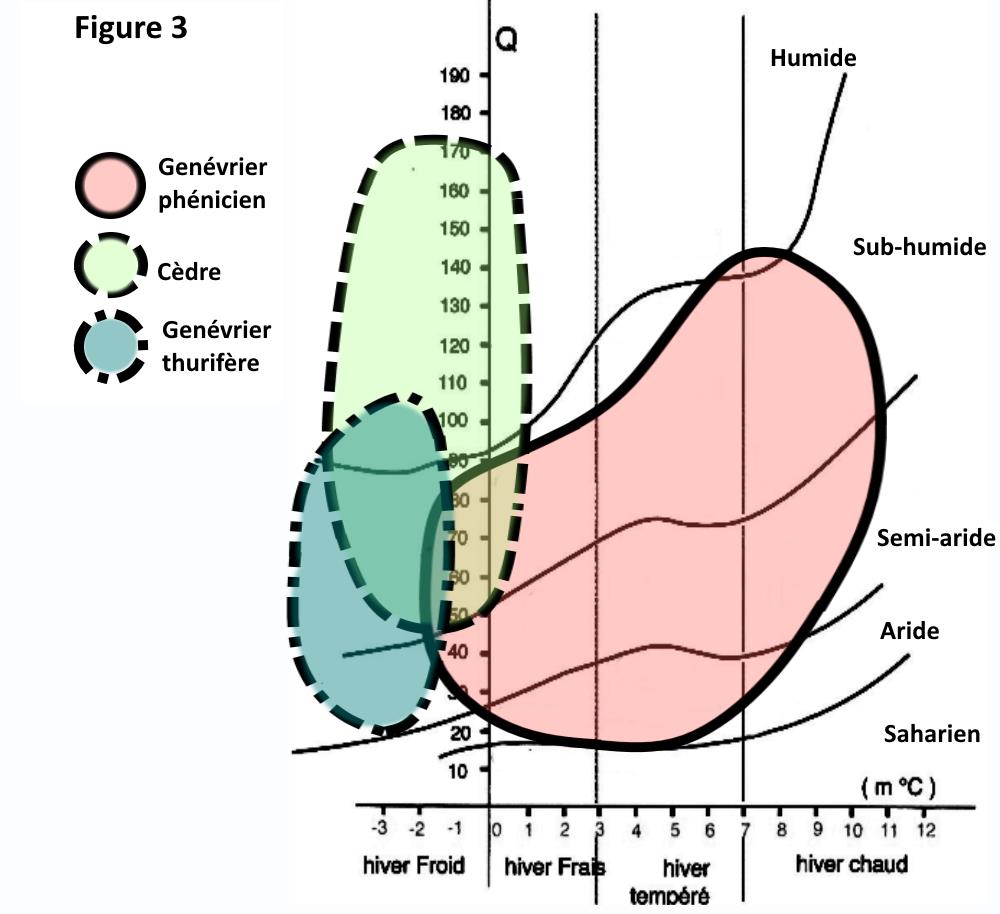 Figure 3
Genévrier
phénicien
Cèdre
Genévrier
thurifère
Q
190
180
170
160
150
140
130
120
110
100
90
80
70
60
50
40
30
20
10
Humide
Sub-humide
Semi-aride
Aride
Saharien
( m °C )
-3 -2 -1 0 1 2 3 4 5 6 7 8 9 10 11 12
hiver Froid
hiver Frais
hiver
tempéré
hiver chaud